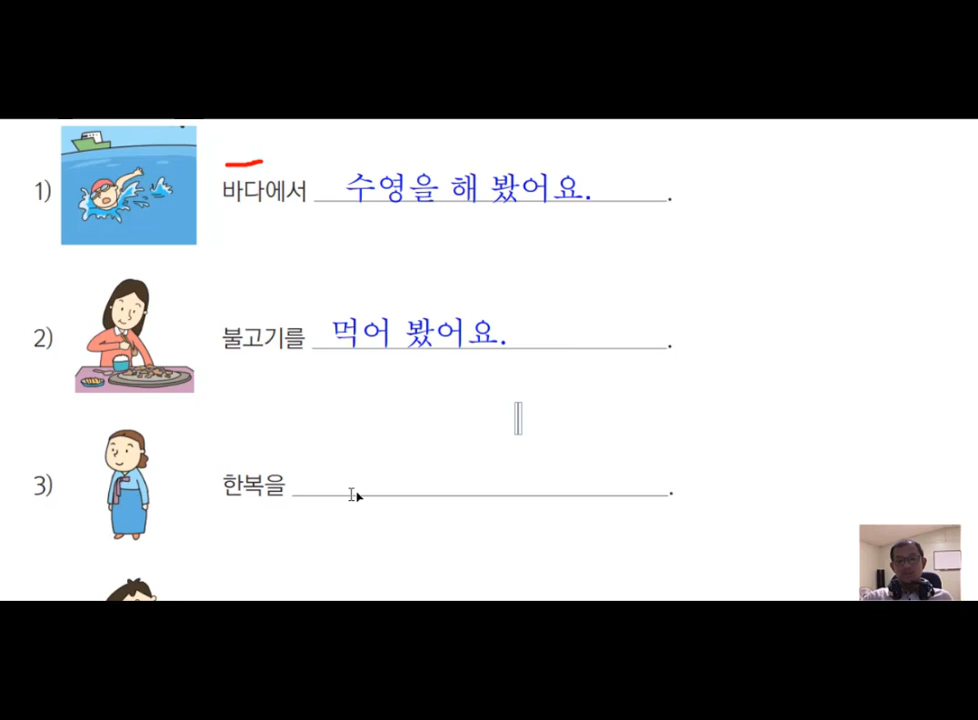 1) 바다에서 수영을 해 봤어요. .
2) 불고기를 먹어 봤어요. .
3) 한복을 .